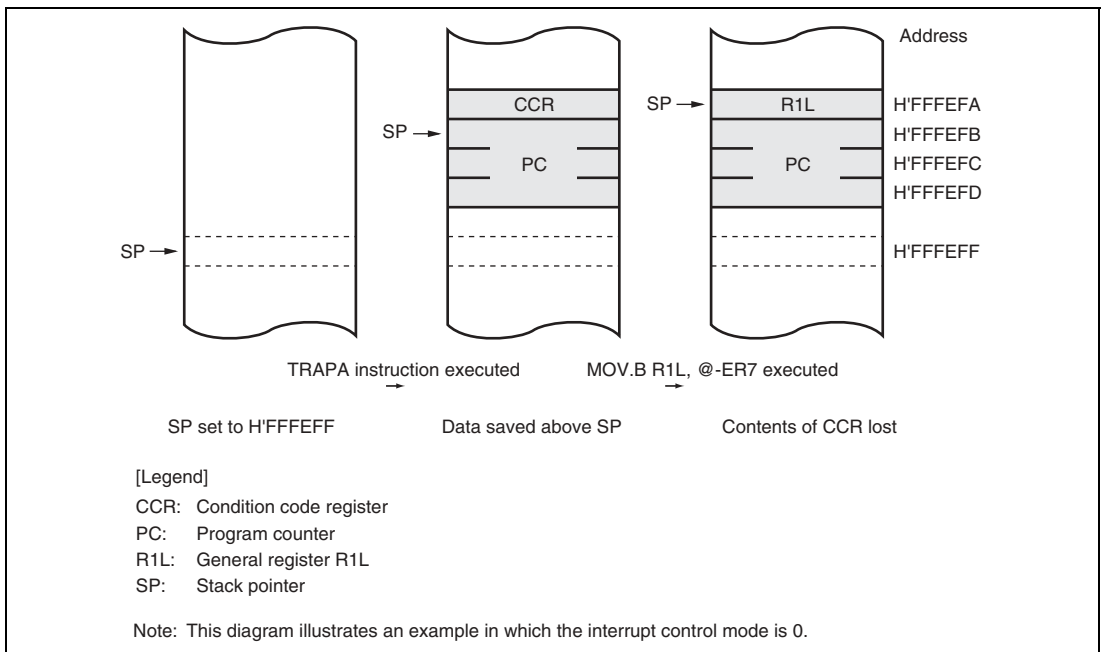 Address
SP
CCR
SP
R1L
H'FFFEFA
SP
H'FFFEFB
PC
PC
H'FFFEFC
H'FFFEFD
H'FFFEFF
TRAPA instruction executed
MOV.B R1L, @-ER7 executed
SP set to H'FFFEFF
Data saved above SP
Contents of CCR lost
[Legend]
CCR: Condition code register
PC: Program counter
R1L: General register R1L
SP: Stack pointer
Note: This diagram illustrates an example in which the interrupt control mode is 0.